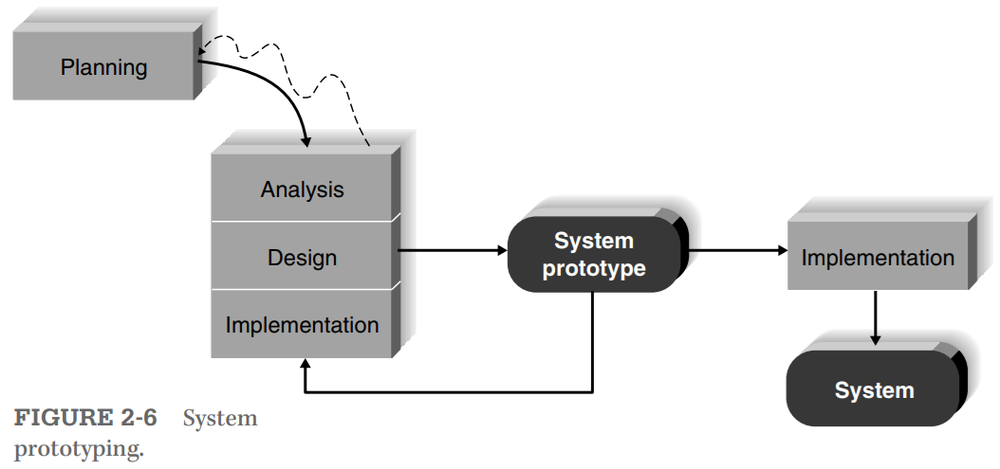 Planning
Analysis
Design
Implementation
System
prototype
Implementation
System
FIGURE 2-6 System
prototyping.